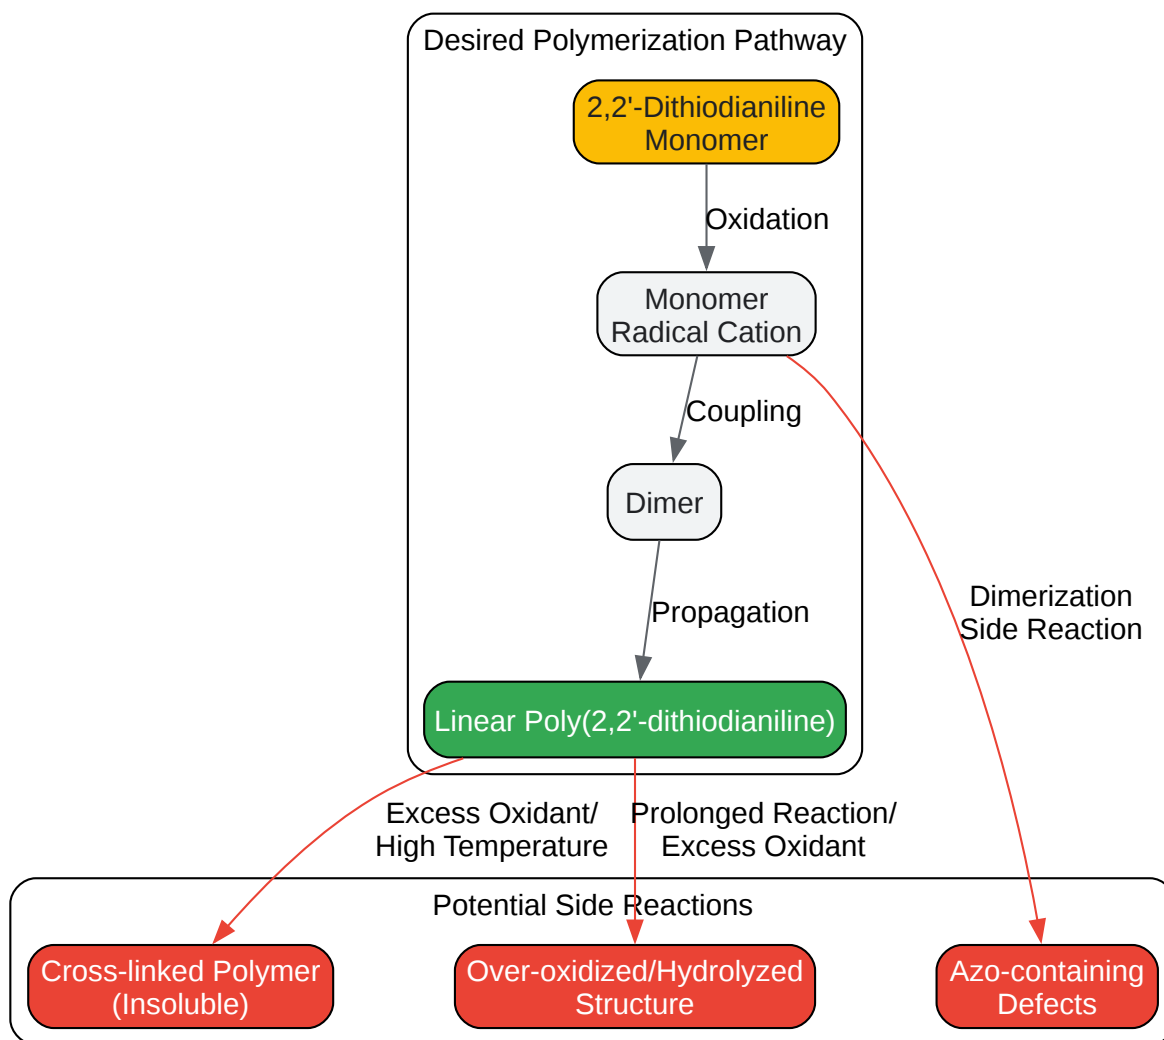 Desired Polymerization Pathway
2,2'-Dithiodianiline
Monomer
Oxidation
Monomer
Radical Cation
Coupling
Dimer
Dimerization
Side Reaction
Propagation
Linear Poly(2,2'-dithiodianiline)
Excess Oxidant/
High Temperature
Prolonged Reaction/
Excess Oxidant
Potential Side Reactions
Cross-linked Polymer
(Insoluble)
Over-oxidized/Hydrolyzed
Structure
Azo-containing
Defects